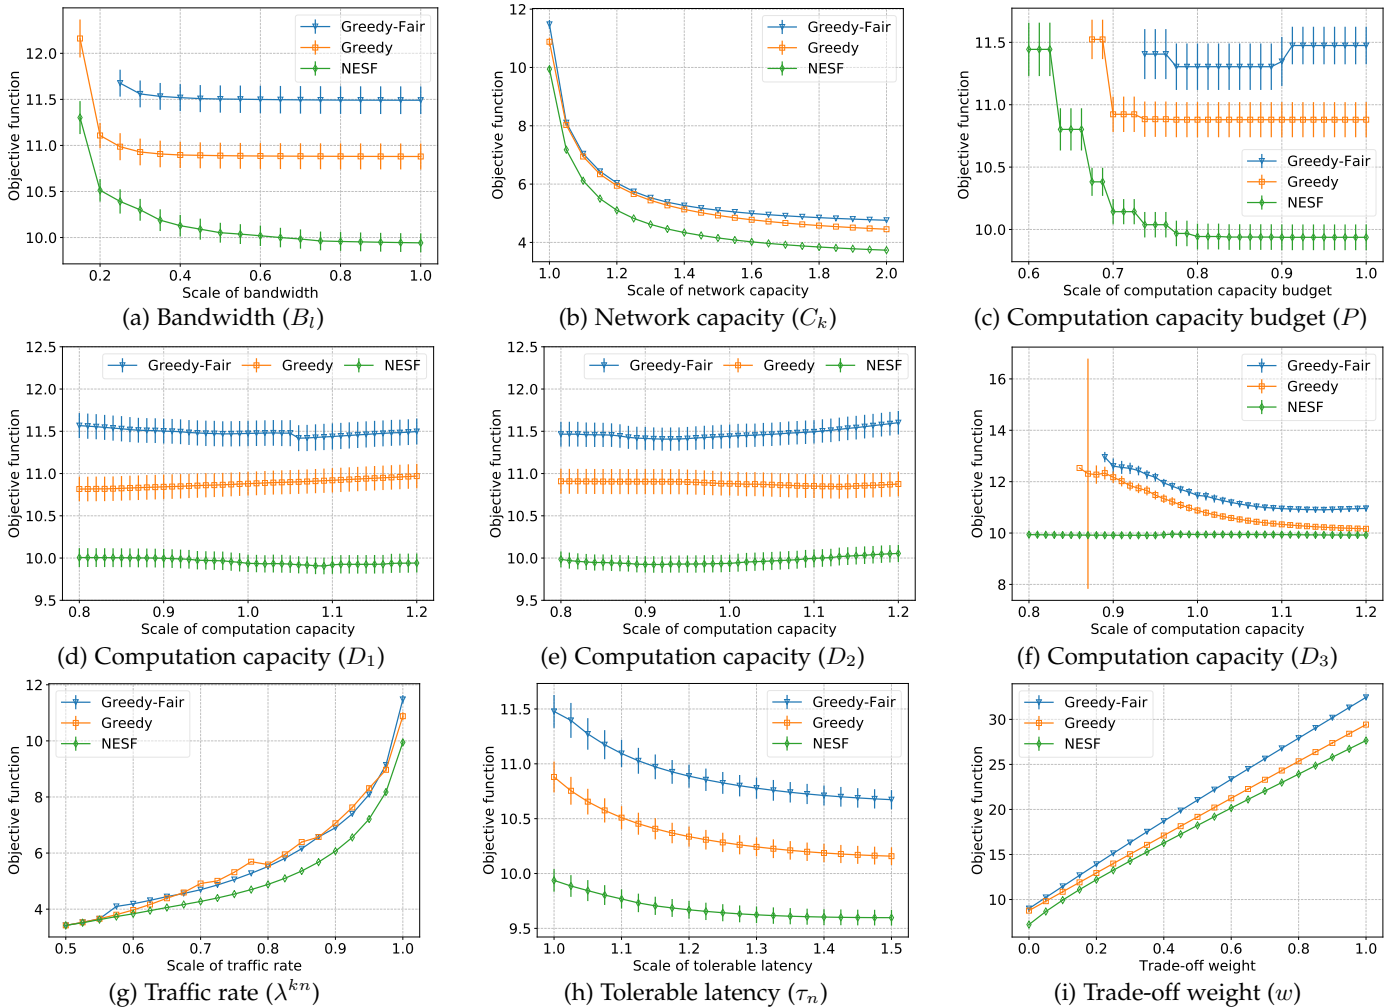 12.0
11.5
11.0
10.5
10.0
Objective function
Greedy-Fair
Greedy
NESF
0.2 0.4 0.6 0.8 1.0
Scale of bandwidth
(a) Bandwidth (B_l)
12
10
8
6
4
Objective function
Greedy-Fair
Greedy
NESF
1.0 1.2 1.4 1.6 1.8 2.0
Scale of network capacity
(b) Network capacity (C_k)
11.5
11.0
10.5
10.0
Objective function
Greedy-Fair
Greedy
NESF
0.6 0.7 0.8 0.9 1.0
Scale of computation capacity budget
(c) Computation capacity budget (P)
12.5
12.0
11.5
11.0
10.5
10.0
9.5
Objective function
Greedy-Fair Greedy NESF
0.8 0.9 1.0 1.1 1.2
Scale of computation capacity
(d) Computation capacity (D_1)
12.5
12.0
11.5
11.0
10.5
10.0
9.5
Objective function
Greedy-Fair Greedy NESF
0.8 0.9 1.0 1.1 1.2
Scale of computation capacity
(e) Computation capacity (D_2)
16
14
12
10
8
Objective function
Greedy-Fair
Greedy
NESF
0.8 0.9 1.0 1.1 1.2
Scale of computation capacity
(f) Computation capacity (D_3)
12
10
8
6
4
Objective function
Greedy-Fair
Greedy
NESF
0.5 0.6 0.7 0.8 0.9 1.0
Scale of traffic rate
(g) Traffic rate (λ^{kn})
11.5
11.0
10.5
10.0
9.5
Objective function
Greedy-Fair
Greedy
NESF
1.0 1.1 1.2 1.3 1.4 1.5
Scale of tolerable latency
(h) Tolerable latency (τ_n)
30
25
20
15
10
Objective function
Greedy-Fair
Greedy
NESF
0.0 0.2 0.4 0.6 0.8 1.0
Trade-off weight
(i) Trade-off weight (w)